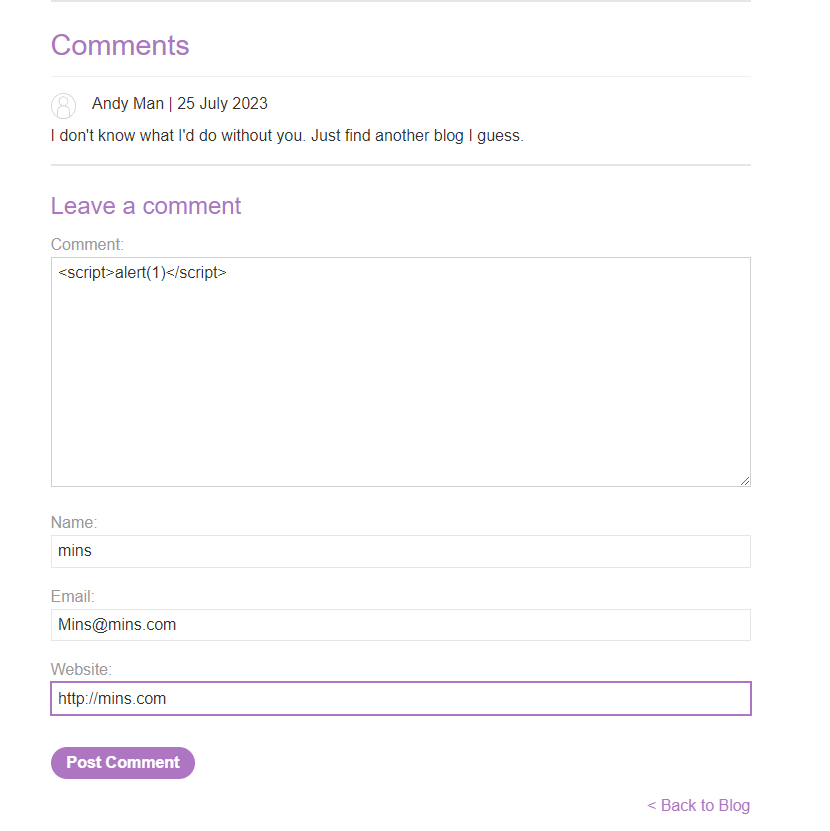 Comments
Andy Man | 25 July 2023
I don't know what I'd do without you. Just find another blog I guess.
Leave a comment
Comment:
<script>alert(1)</script>
Name:
mins
Email:
Mins@mins.com
Website:
http://mins.com
Post Comment
< Back to Blog